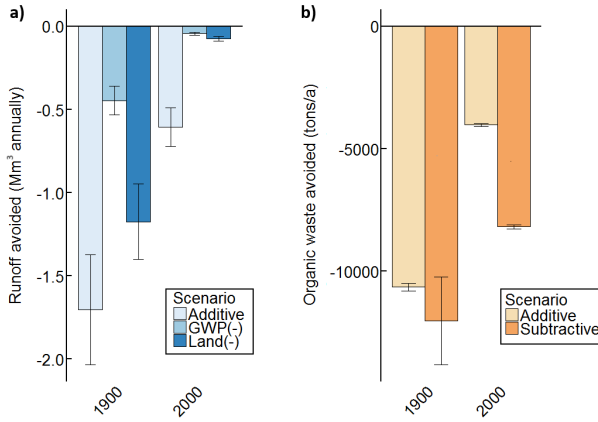 a)
Runoff avoided (Mm³ annually)
0.0
-0.5
-1.0
-1.5
-2.0
1900
2000
Scenario
Additive
GWP(-)
Land(-)
b)
Organic waste avoided (tons/a)
0
-5000
-10000
1900
2000
Scenario
Additive
Subtractive